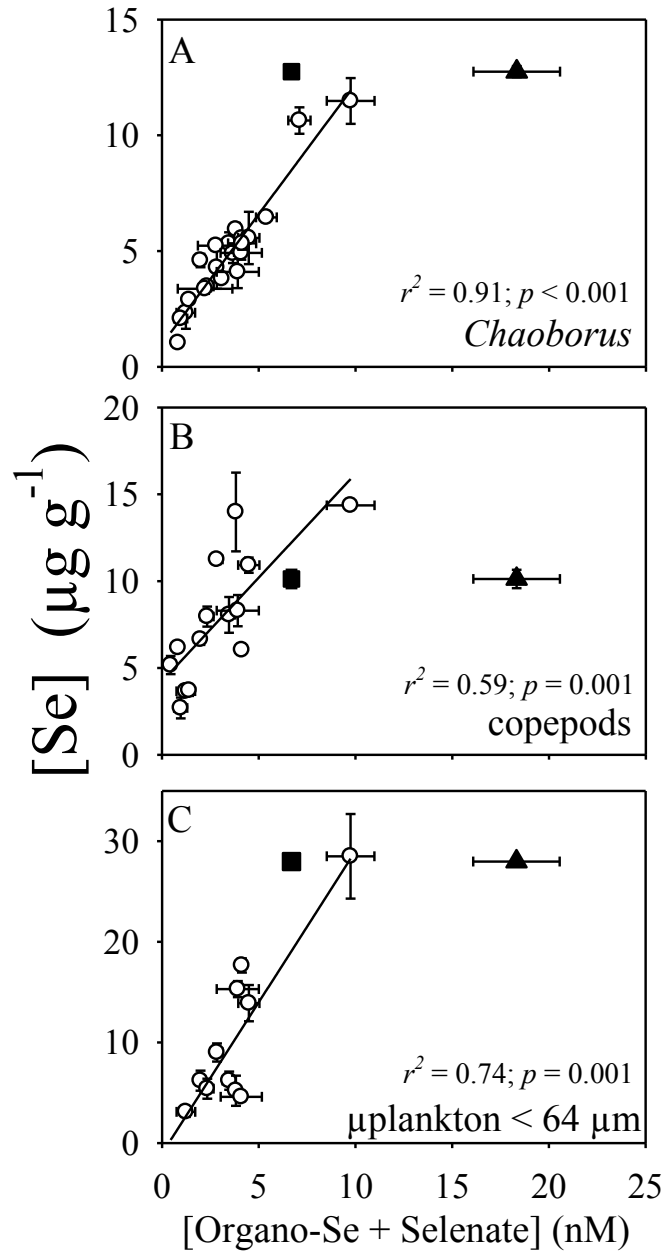 [Se] (µg g⁻¹)
A
15
10
5
0
r² = 0.91; p < 0.001
Chaoborus
B
20
15
10
5
0
r² = 0.59; p = 0.001
copepods
C
30
20
10
0
r² = 0.74; p = 0.001
µplankton < 64 µm
0 5 10 15 20 25
[Organo-Se + Selenate] (nM)